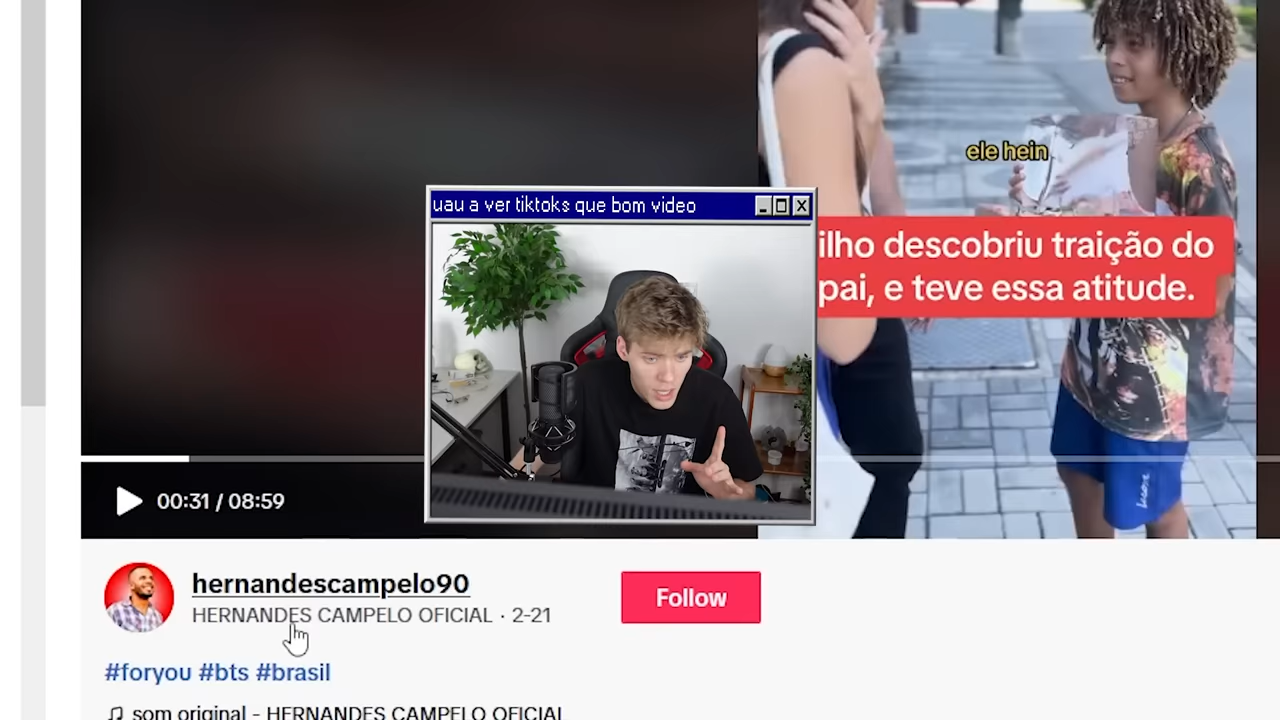 ele hein
uau a ver tiktoks que bom video
ilho descobriu traição do
pai, e teve essa atitude.
00:31 / 08:59
hernandescampelo90
HERNANDES CAMPELO OFICIAL · 2-21
Follow
#foryou #bts #brasil
som original - HERNANDES CAMPELO OFICIAL